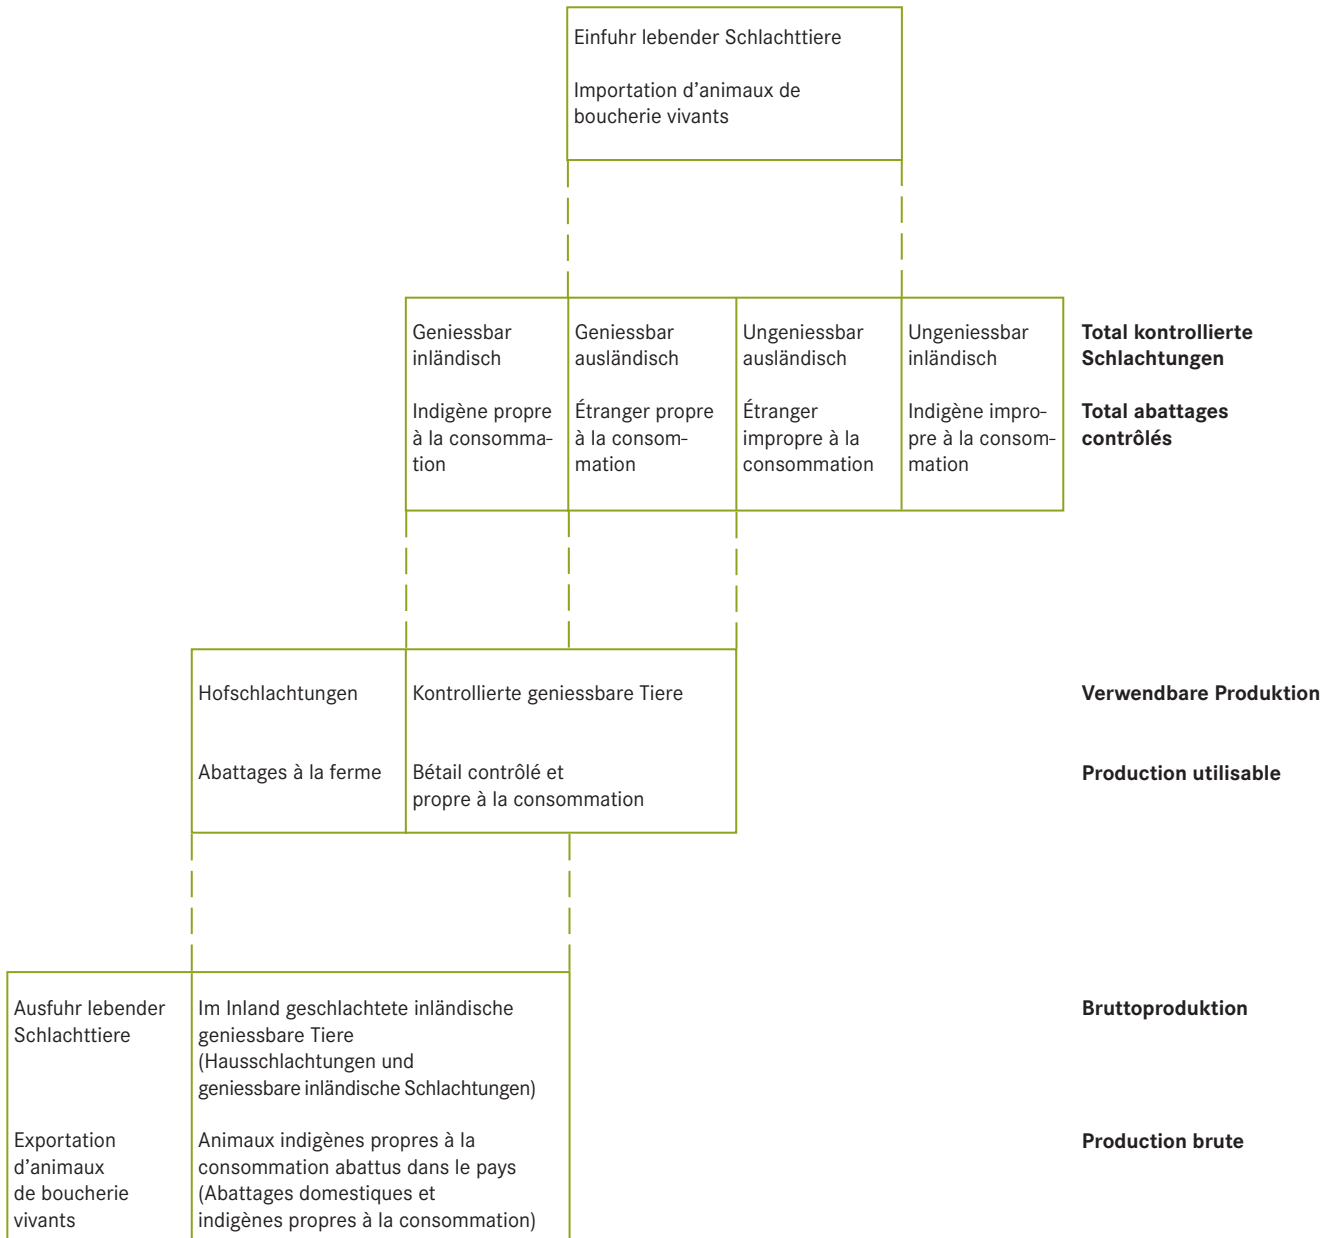 Einfuhr lebender Schlachttiere
Importation d’animaux de
boucherie vivants
Geniessbar
inländisch
Indigène propre
à la consomma-
tion
Geniessbar
ausländisch
Étranger propre
à la consom-
mation
Ungeniessbar
ausländisch
Étranger
impropre à la
consommation
Ungeniessbar
inländisch
Indigène impro-
pre à la consom-
mation
Total kontrollierte
Schlachtungen
Total abattages
contrôlés
Hofschlachtungen
Abattages à la ferme
Kontrollierte geniessbare Tiere
Bétail contrôlé et
propre à la consommation
Verwendbare Produktion
Production utilisable
Ausfuhr lebender
Schlachttiere
Exportation
d’animaux
de boucherie
vivants
Im Inland geschlachtete inländische
geniessbare Tiere
(Hausschlachtungen und
geniessbare inländische Schlachtungen)
Animaux indigènes propres à la
consommation abattus dans le pays
(Abattages domestiques et
indigènes propres à la consommation)
Bruttoproduktion
Production brute